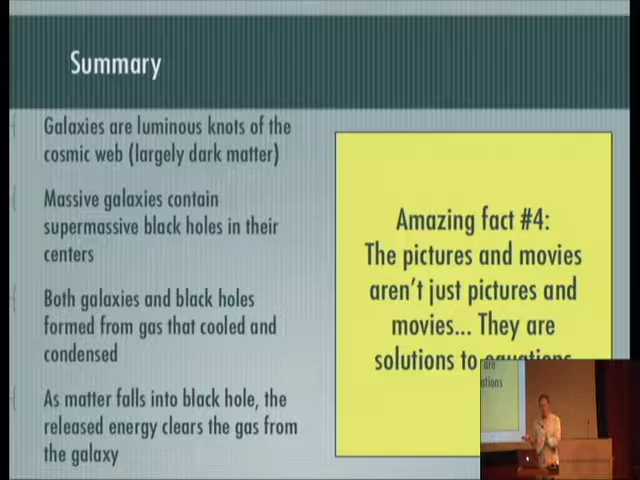 Summary
Galaxies are luminous knots of the
cosmic web (largely dark matter)
Massive galaxies contain
supermassive black holes in their
centers
Both galaxies and black holes
formed from gas that cooled and
condensed
As matter falls into black hole, the
released energy clears the gas from
the galaxy
Amazing fact #4:
The pictures and movies
aren't just pictures and
movies... They are
solutions to equations
are
ations